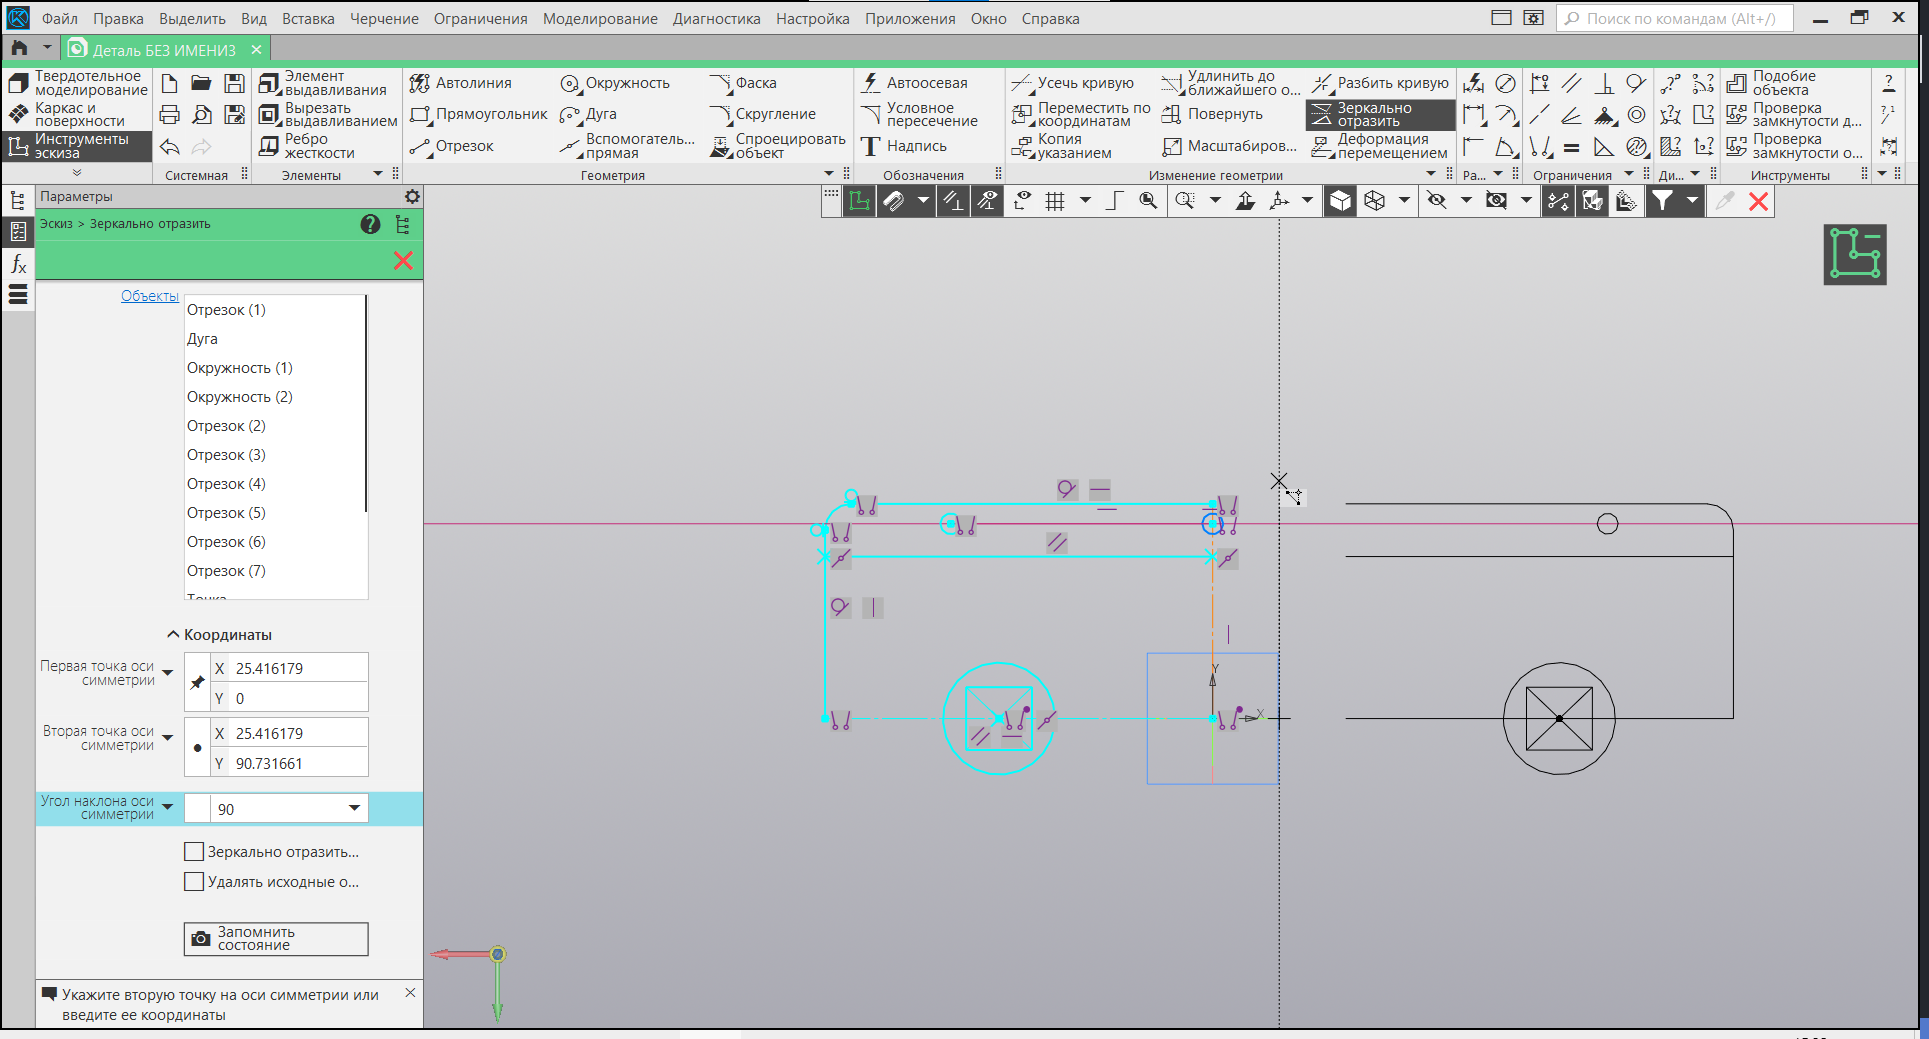 Файл Правка Выделить Вид Вставка Черчение Ограничения Моделирование Диагностика Настройка Приложения Окно Справка Поиск по командам (Alt+/)
Деталь БЕЗ ИМЕНИ3
Твердотельное моделирование
Каркас и поверхности
Инструменты эскиза
Системная
Элемент выдавливания
Вырезать выдавливанием
Ребро жесткости
Элементы
Автолиния Окружность Фаска
Прямоугольник Дуга Скругление
Отрезок Вспомогатель... прямая Спроецировать объект
Геометрия
Автоосевая
Условное пересечение
Надпись
Обозначения
Усечь кривую Удлинить до ближайшего о... Разбить кривую
Переместить по координатам Повернуть Зеркально отразить
Копия указанием Масштабиров... Деформация перемещением
Изменение геометрии
Ра...
Ограничения
Ди...
Подобие объекта
Проверка замкнутости д...
Проверка замкнутости о...
Инструменты
Параметры
Эскиз > Зеркально отразить
Объекты
Отрезок (1)
Дуга
Окружность (1)
Окружность (2)
Отрезок (2)
Отрезок (3)
Отрезок (4)
Отрезок (5)
Отрезок (6)
Отрезок (7)
Точка
Координаты
Первая точка оси симметрии
X 25.416179
Y 0
Вторая точка оси симметрии
X 25.416179
Y 90.731661
Угол наклона оси симметрии
90
Зеркально отразить...
Удалять исходные о...
Запомнить состояние
Укажите вторую точку на оси симметрии или
введите ее координаты
Y
X